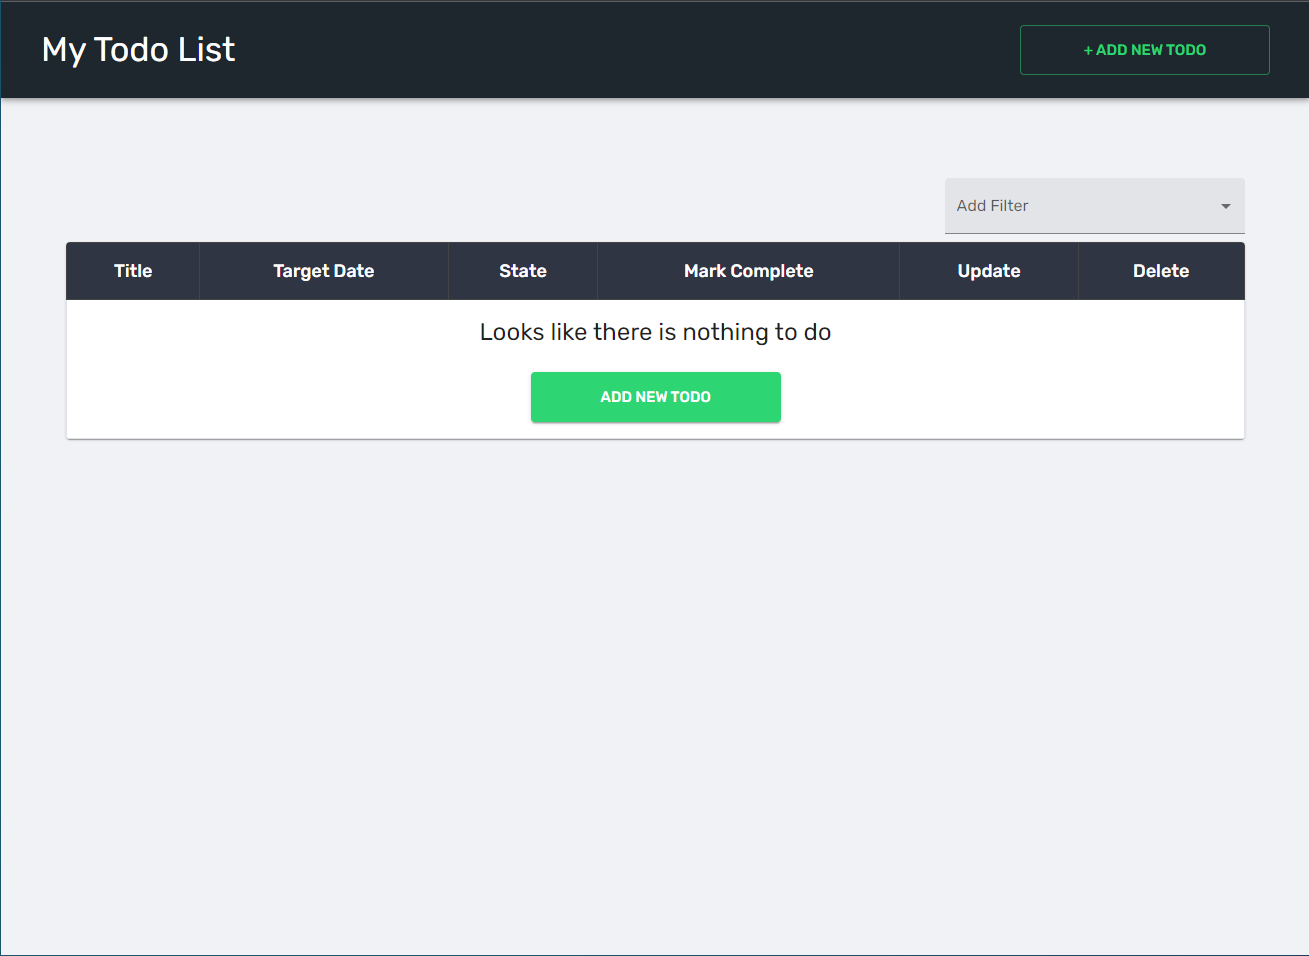 My Todo List
+ ADD NEW TODO
Add Filter
Title Target Date State Mark Complete Update Delete
Looks like there is nothing to do
ADD NEW TODO